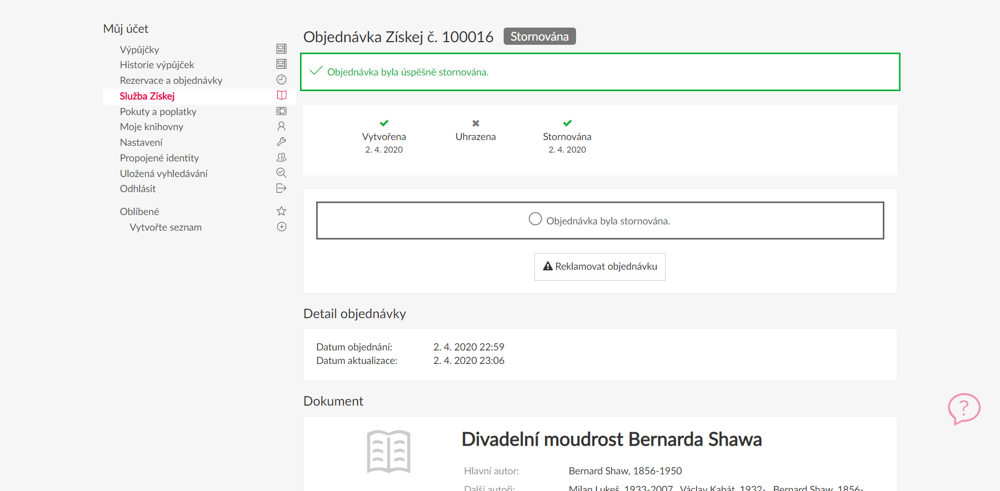 Můj účet
Výpůjčky
Historie výpůjček
Rezervace a objednávky
Služba Získej
Pokuty a poplatky
Moje knihovny
Nastavení
Propojené identity
Uložená vyhledávání
Odhlásit
Oblíbené
Vytvořte seznam
Objednávka Získej č. 100016 Stornována
Objednávka byla úspěšně stornována.
Vytvořena Uhrazena Stornována
2. 4. 2020 2. 4. 2020
Objednávka byla stornována.
Reklamovat objednávku
Detail objednávky
Datum objednání: 2. 4. 2020 22:59
Datum aktualizace: 2. 4. 2020 23:06
Dokument
?
Divadelní moudrost Bernarda Shawa
Hlavní autor: Bernard Shaw, 1856-1950
Další autoři: Milan Lukeš, 1933-2007, Václav Kabát, 1932-, Bernard Shaw, 1856-